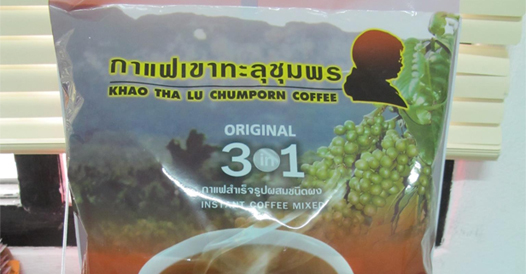 กาแฟเขาทะลุชุมพร
KHAO THA LU CHUMPORN COFFEE
ORIGINAL
3 in 1
กาแฟสำเร็จรูปผสมชนิดผง
INSTANT COFFEE MIXED